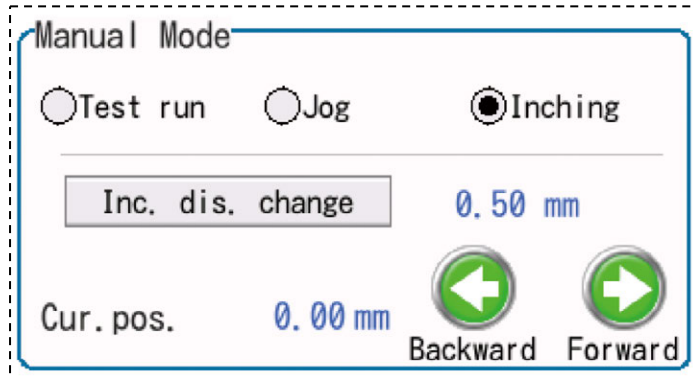 Manual Mode
Test run Jog Inching
Inc. dis. change 0.50 mm
Cur.pos. 0.00 mm
Backward Forward